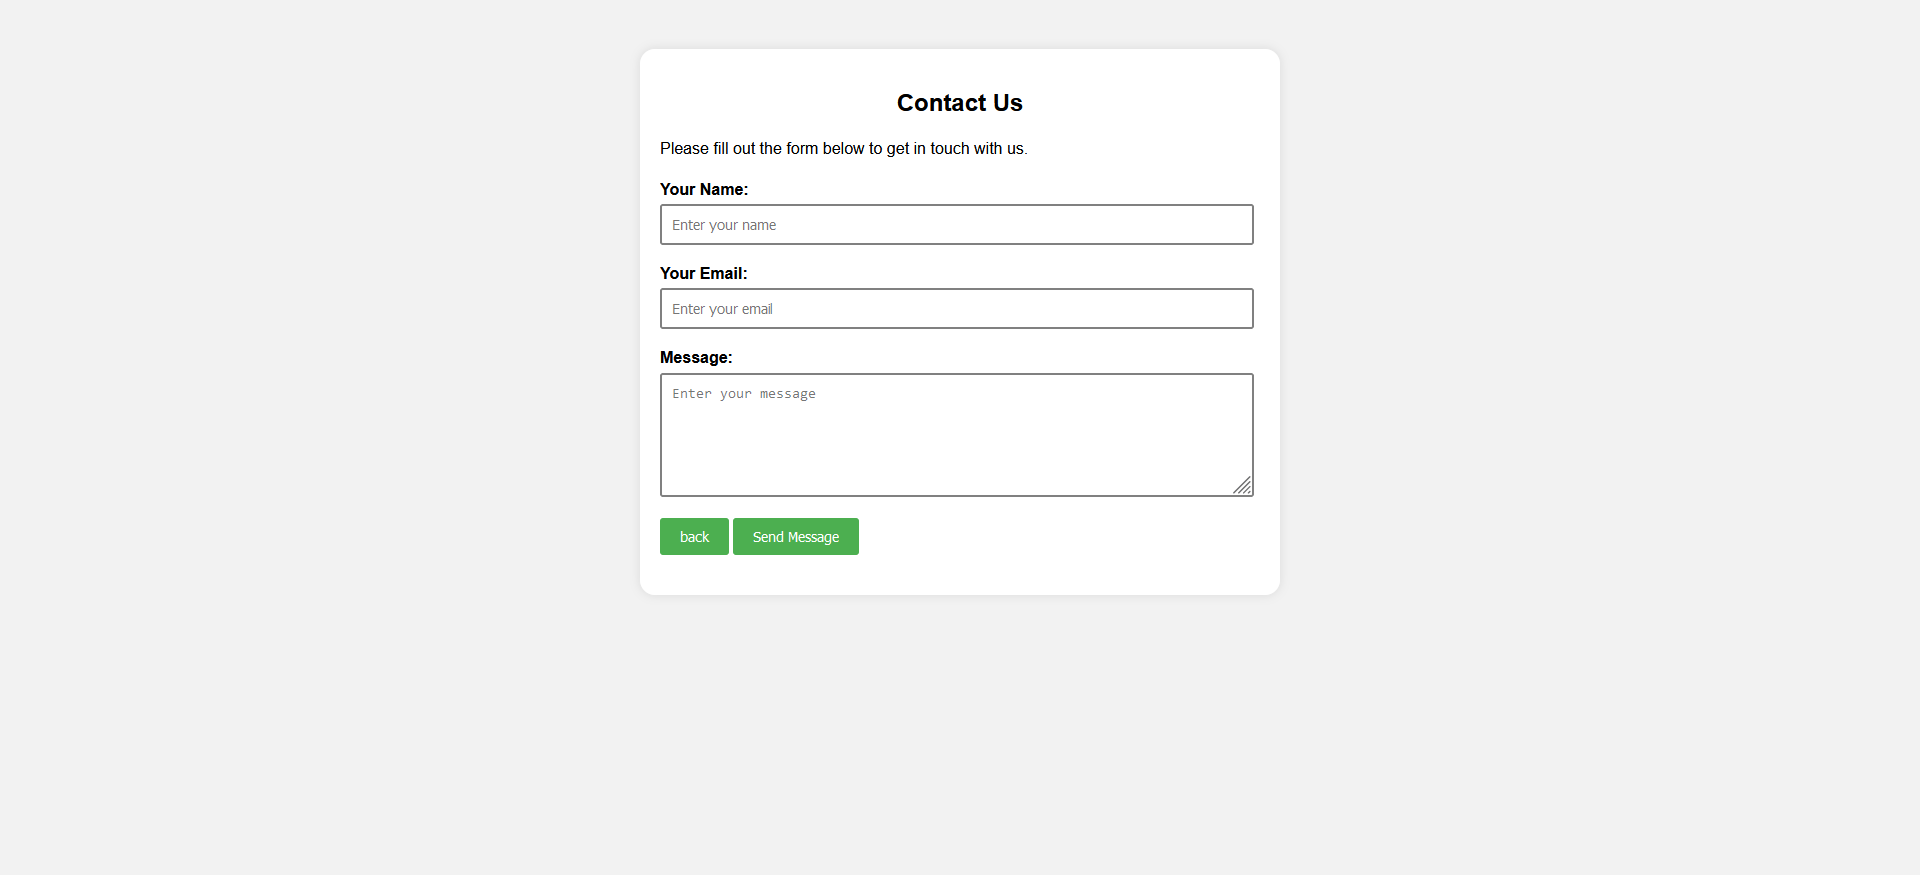 Contact Us
Please fill out the form below to get in touch with us.
Your Name:
Enter your name
Your Email:
Enter your email
Message:
Enter your message
back Send Message